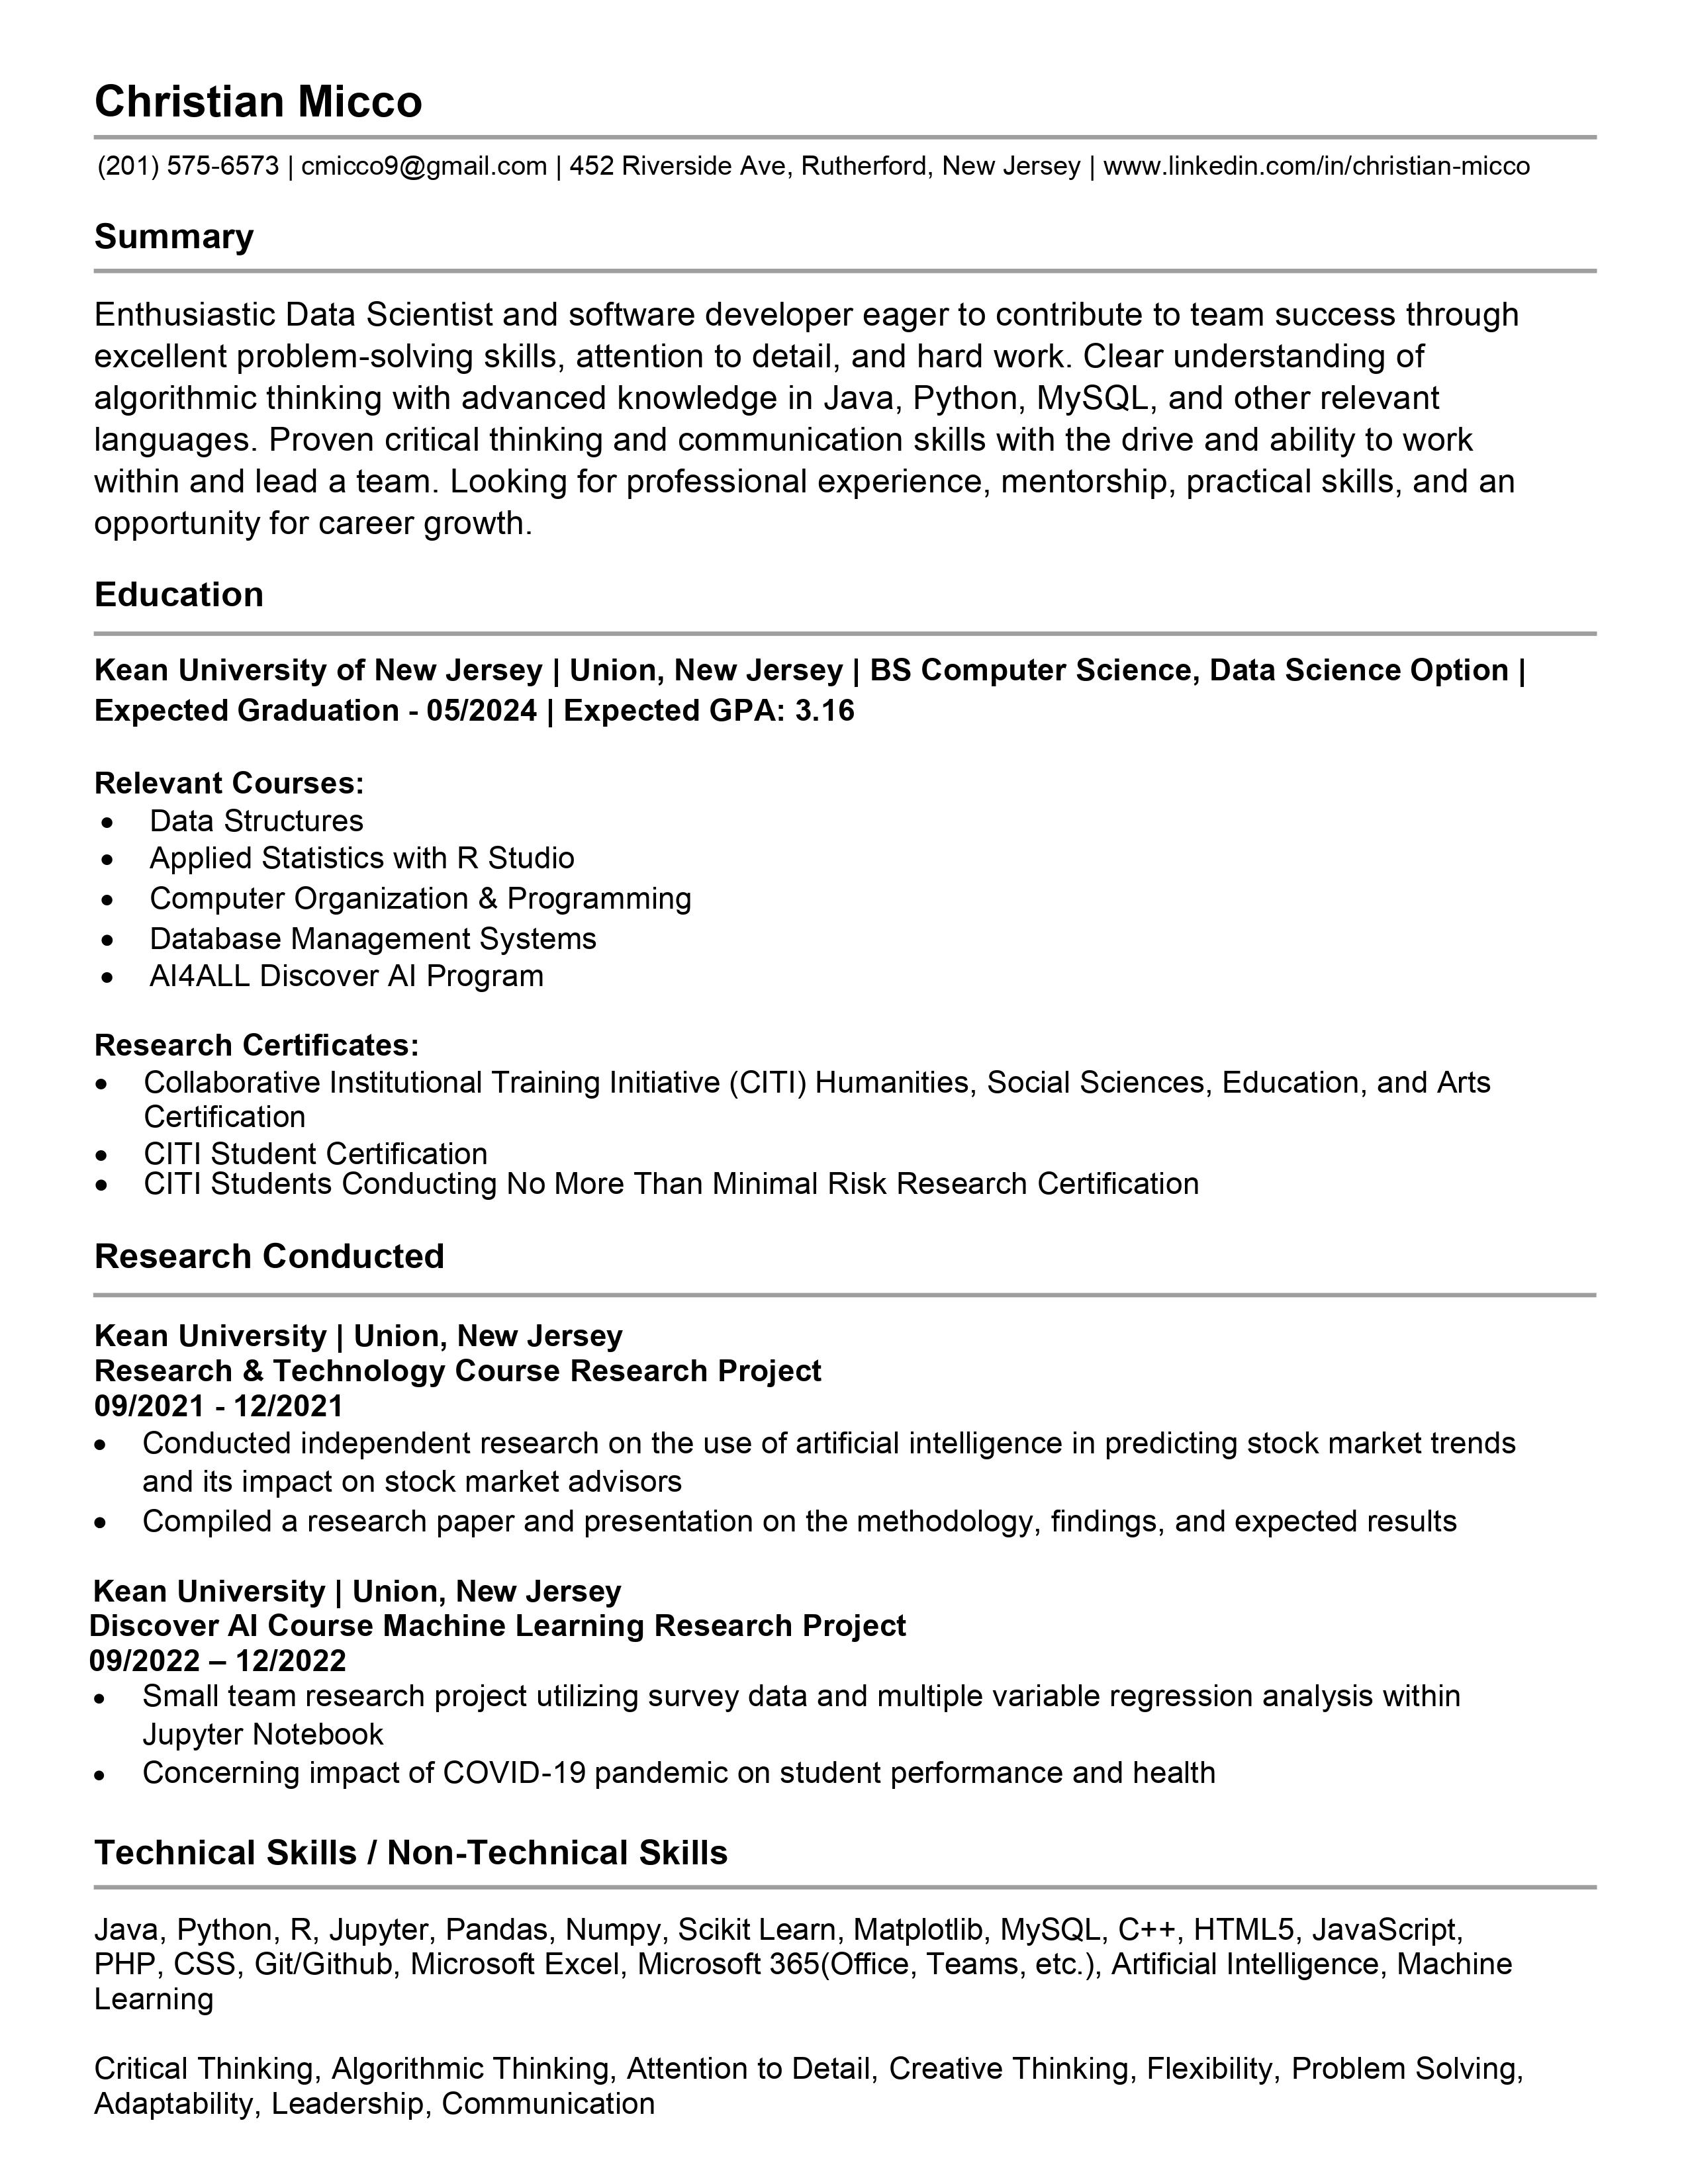 Christian Micco
(201) 575-6573 | cmicco9@gmail.com | 452 Riverside Ave, Rutherford, New Jersey | www.linkedin.com/in/christian-micco
Summary
Enthusiastic Data Scientist and software developer eager to contribute to team success through
excellent problem-solving skills, attention to detail, and hard work. Clear understanding of
algorithmic thinking with advanced knowledge in Java, Python, MySQL, and other relevant
languages. Proven critical thinking and communication skills with the drive and ability to work
within and lead a team. Looking for professional experience, mentorship, practical skills, and an
opportunity for career growth.
Education
Kean University of New Jersey | Union, New Jersey | BS Computer Science, Data Science Option |
Expected Graduation - 05/2024 | Expected GPA: 3.16
Relevant Courses:
• Data Structures
• Applied Statistics with R Studio
• Computer Organization & Programming
• Database Management Systems
• AI4ALL Discover AI Program
Research Certificates:
• Collaborative Institutional Training Initiative (CITI) Humanities, Social Sciences, Education, and Arts
Certification
• CITI Student Certification
• CITI Students Conducting No More Than Minimal Risk Research Certification
Research Conducted
Kean University | Union, New Jersey
Research & Technology Course Research Project
09/2021 - 12/2021
• Conducted independent research on the use of artificial intelligence in predicting stock market trends
and its impact on stock market advisors
• Compiled a research paper and presentation on the methodology, findings, and expected results
Kean University | Union, New Jersey
Discover AI Course Machine Learning Research Project
09/2022 – 12/2022
• Small team research project utilizing survey data and multiple variable regression analysis within
Jupyter Notebook
• Concerning impact of COVID-19 pandemic on student performance and health
Technical Skills / Non-Technical Skills
Java, Python, R, Jupyter, Pandas, Numpy, Scikit Learn, Matplotlib, MySQL, C++, HTML5, JavaScript,
PHP, CSS, Git/Github, Microsoft Excel, Microsoft 365(Office, Teams, etc.), Artificial Intelligence, Machine
Learning
Critical Thinking, Algorithmic Thinking, Attention to Detail, Creative Thinking, Flexibility, Problem Solving,
Adaptability, Leadership, Communication